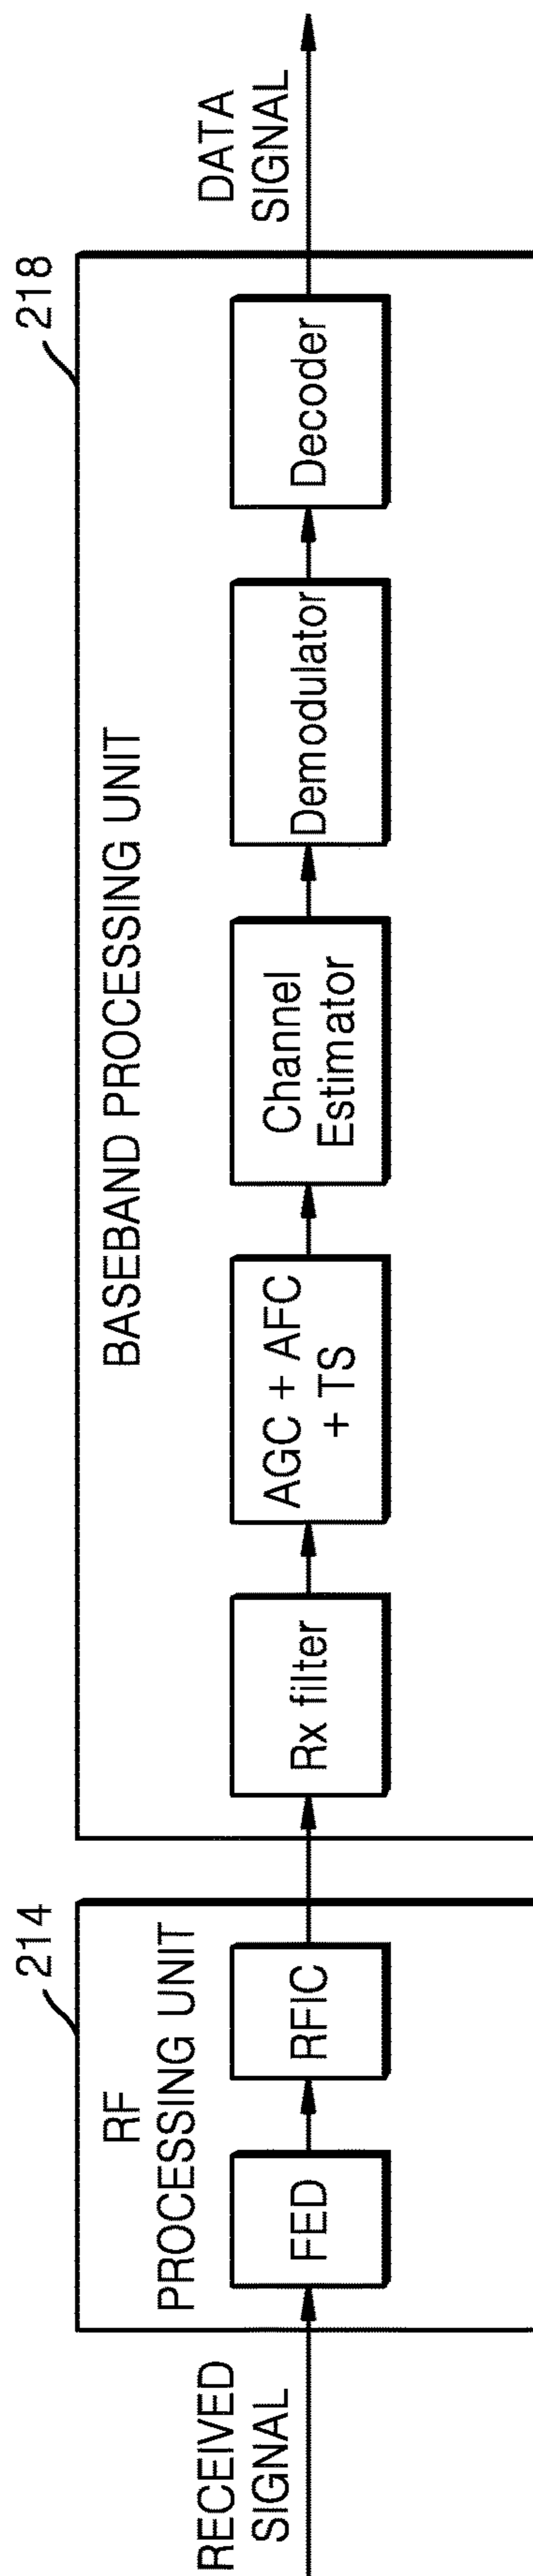 RECEIVED
SIGNAL
214
RF
PROCESSING UNIT
FED
RFIC
218
BASEBAND PROCESSING UNIT
Rx filter
AGC + AFC
+ TS
Channel
Estimator
Demodulator
Decoder
DATA
SIGNAL